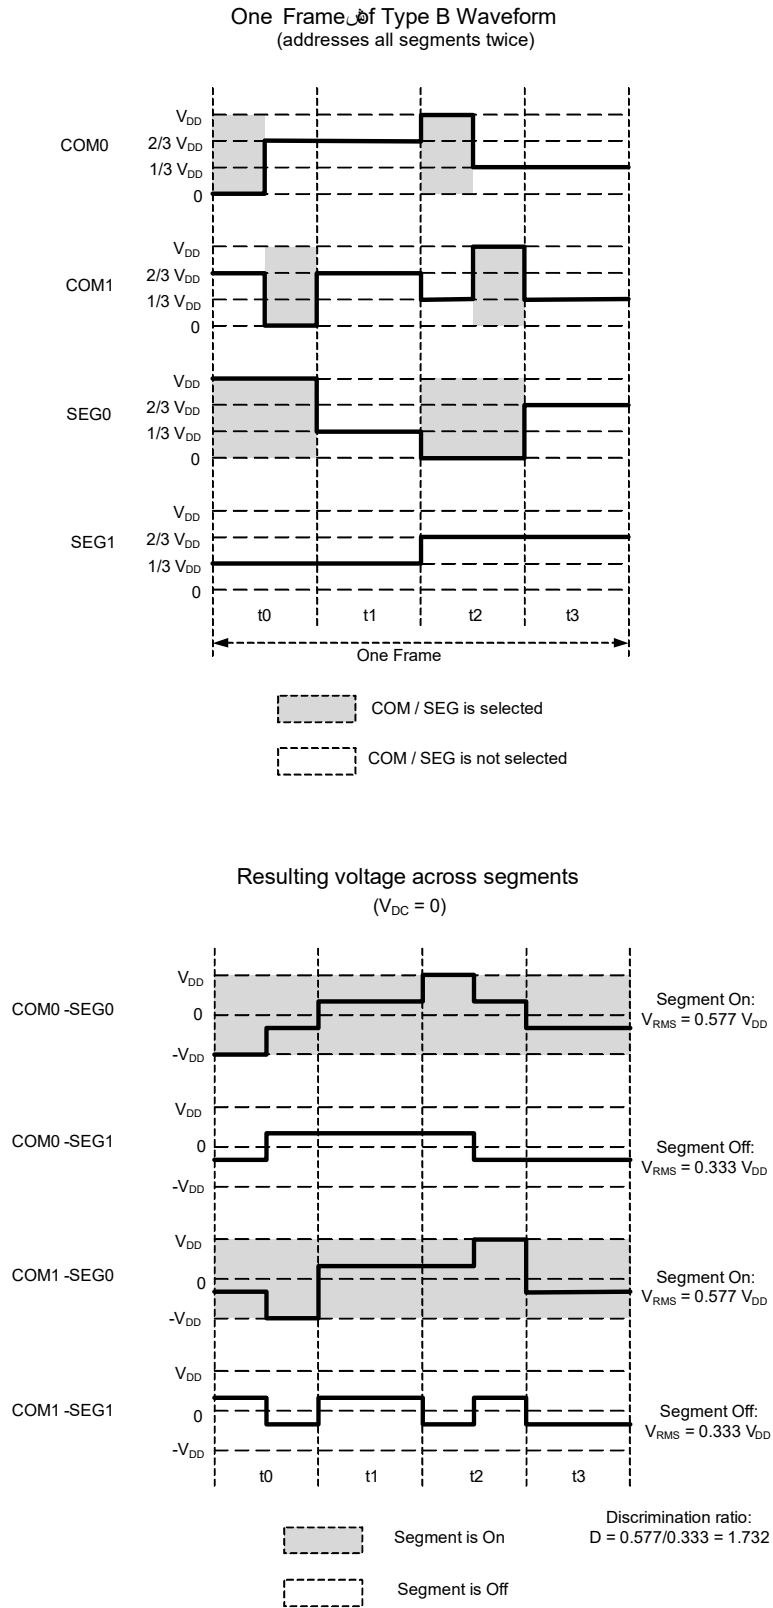 One Frame of Type B Waveform
(addresses all segments twice)
COM0
VDD
2/3 VDD
1/3 VDD
0
COM1
VDD
2/3 VDD
1/3 VDD
0
SEG0
VDD
2/3 VDD
1/3 VDD
0
SEG1
VDD
2/3 VDD
1/3 VDD
0
t0 t1 t2 t3
One Frame
COM / SEG is selected
COM / SEG is not selected
Resulting voltage across segments
(VDC = 0)
COM0 -SEG0
VDD
0
-VDD
Segment On:
VRMS = 0.577 VDD
COM0 -SEG1
VDD
0
-VDD
Segment Off:
VRMS = 0.333 VDD
COM1 -SEG0
VDD
0
-VDD
Segment On:
VRMS = 0.577 VDD
COM1 -SEG1
VDD
0
-VDD
Segment Off:
VRMS = 0.333 VDD
t0 t1 t2 t3
Segment is On
Segment is Off
Discrimination ratio:
D = 0.577/0.333 = 1.732